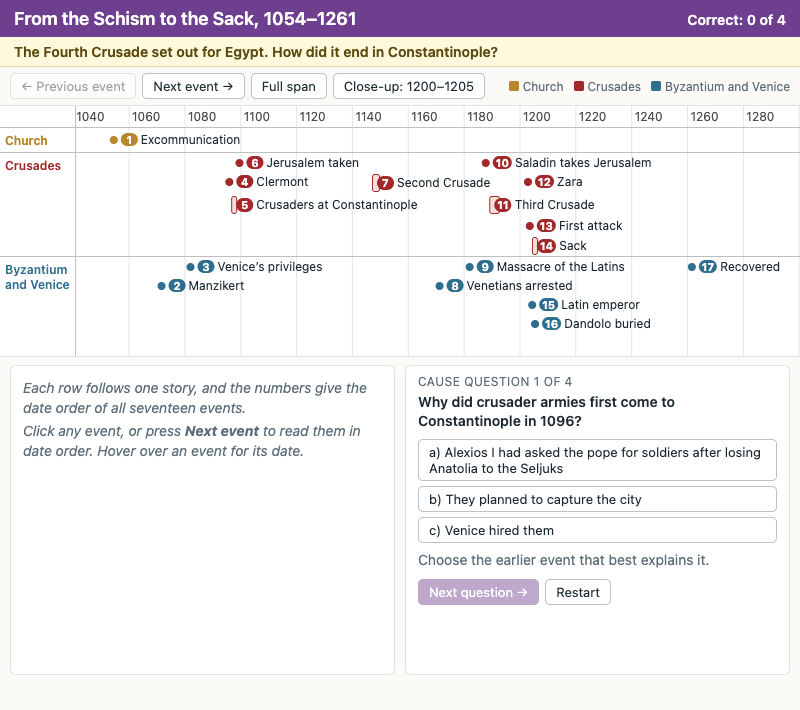 From the Schism to the Sack, 1054–1261
Correct: 0 of 4
The Fourth Crusade set out for Egypt. How did it end in Constantinople?
← Previous event
Next event →
Full span
Close-up: 1200–1205
Church
Crusades
Byzantium and Venice
1040 1060 1080 1100 1120 1140 1160 1180 1200 1220 1240 1260 1280
Church
1 Excommunication
Crusades
6 Jerusalem taken
10 Saladin takes Jerusalem
4 Clermont
7 Second Crusade
12 Zara
5 Crusaders at Constantinople
11 Third Crusade
13 First attack
14 Sack
Byzantium
and Venice
3 Venice's privileges
9 Massacre of the Latins
17 Recovered
2 Manzikert
8 Venetians arrested
15 Latin emperor
16 Dandolo buried
Each row follows one story, and the numbers give the
date order of all seventeen events.
Click any event, or press Next event to read them in
date order. Hover over an event for its date.
CAUSE QUESTION 1 OF 4
Why did crusader armies first come to
Constantinople in 1096?
a) Alexios I had asked the pope for soldiers after losing
Anatolia to the Seljuks
b) They planned to capture the city
c) Venice hired them
Choose the earlier event that best explains it.
Next question →
Restart